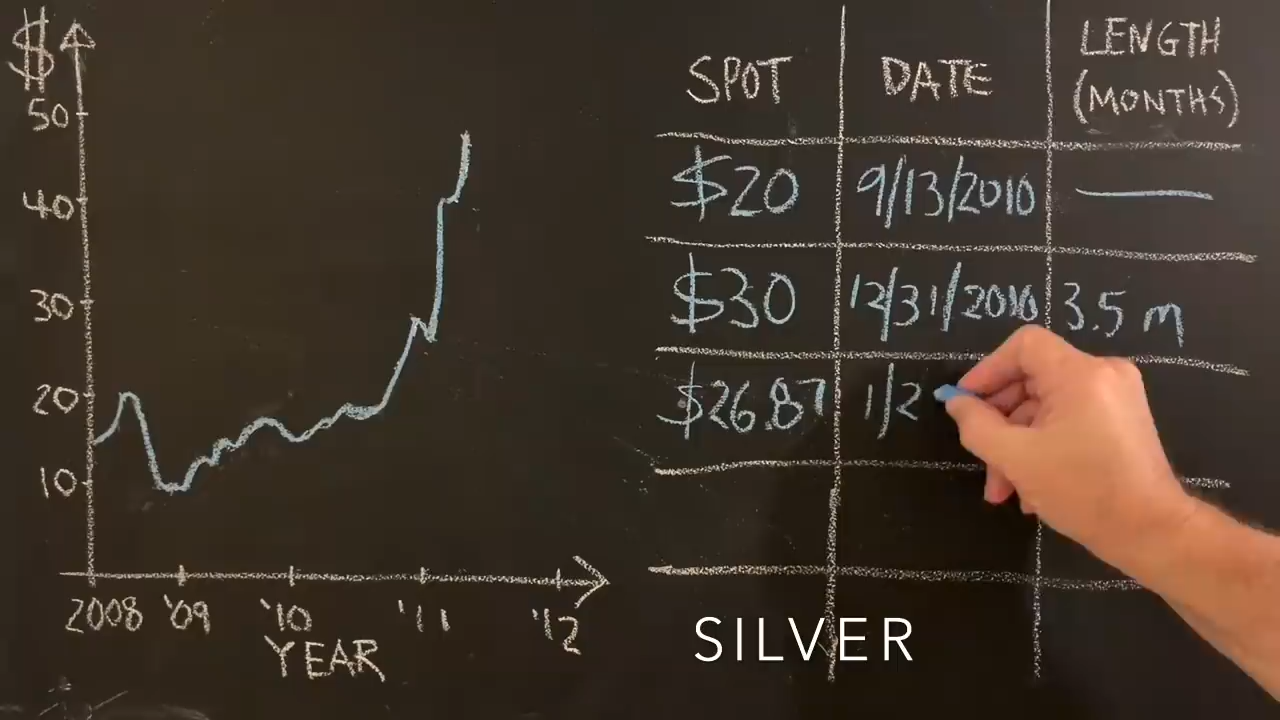 $
50
40
30
20
10
2008 '09 '10 '11 '12
YEAR
SPOT DATE LENGTH (MONTHS)
$20 9/13/2010 —
$30 12/31/2010 3.5 m
$26.87 1/2
SILVER